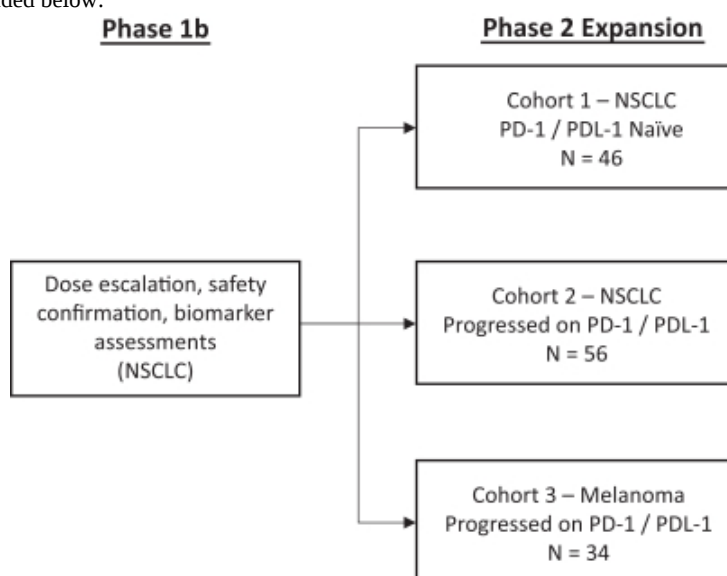 Phase 1b
Phase 2 Expansion
Cohort 1 – NSCLC
PD-1 / PDL-1 Naïve
N = 46
Dose escalation, safety
confirmation, biomarker
assessments
(NSCLC)
Cohort 2 – NSCLC
Progressed on PD-1 / PDL-1
N = 56
Cohort 3 – Melanoma
Progressed on PD-1 / PDL-1
N = 34